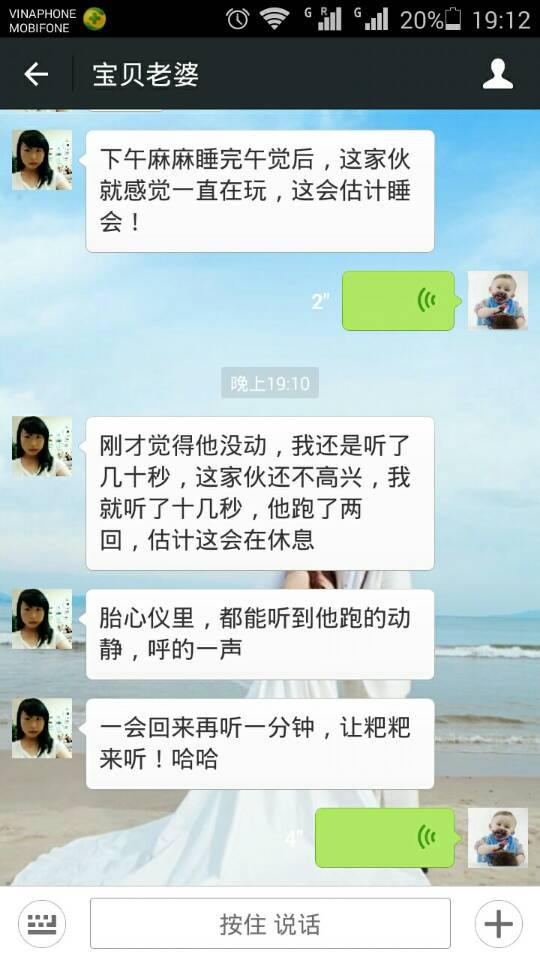 VINAPHONE
MOBIFONE
G R G 20% 19:12
宝贝老婆
下午麻麻睡完午觉后，这家伙
就感觉一直在玩，这会估计睡
会！
2"
晚上19:10
刚才觉得他没动，我还是听了
几十秒，这家伙还不高兴，我
就听了十几秒，他跑了两
回，估计这会在休息
胎心仪里，都能听到他跑的动
静，呼的一声
一会回来再听一分钟，让粑粑
来听！哈哈
4"
按住 说话